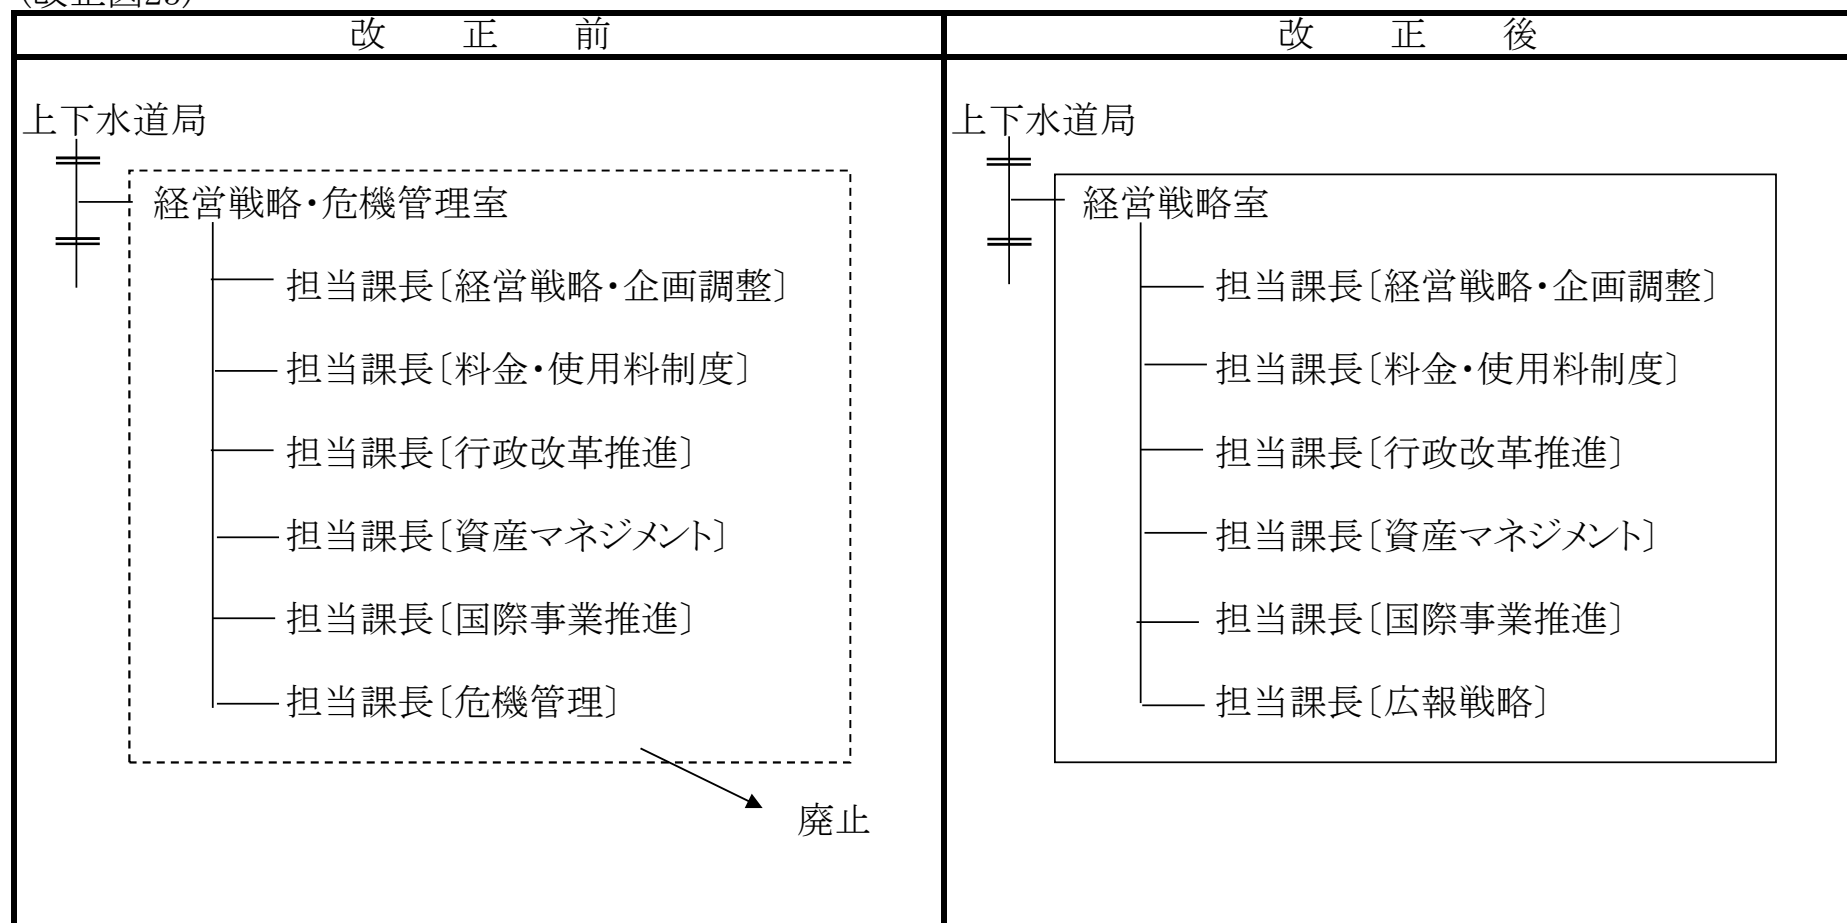 改正前
上下水道局
経営戦略・危機管理室
担当課長〔経営戦略・企画調整〕
担当課長〔料金・使用料制度〕
担当課長〔行政改革推進〕
担当課長〔資産マネジメント〕
担当課長〔国際事業推進〕
担当課長〔危機管理〕
廃止
改正後
上下水道局
経営戦略室
担当課長〔経営戦略・企画調整〕
担当課長〔料金・使用料制度〕
担当課長〔行政改革推進〕
担当課長〔資産マネジメント〕
担当課長〔国際事業推進〕
担当課長〔広報戦略〕